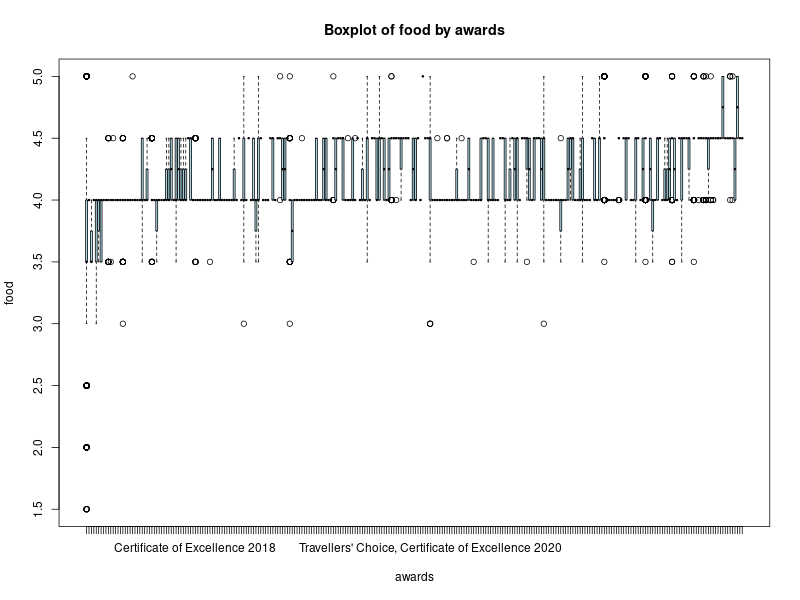 Boxplot of food by awards
food
5.0
4.5
4.0
3.5
3.0
2.5
2.0
1.5
Certificate of Excellence 2018
Travellers' Choice, Certificate of Excellence 2020
awards